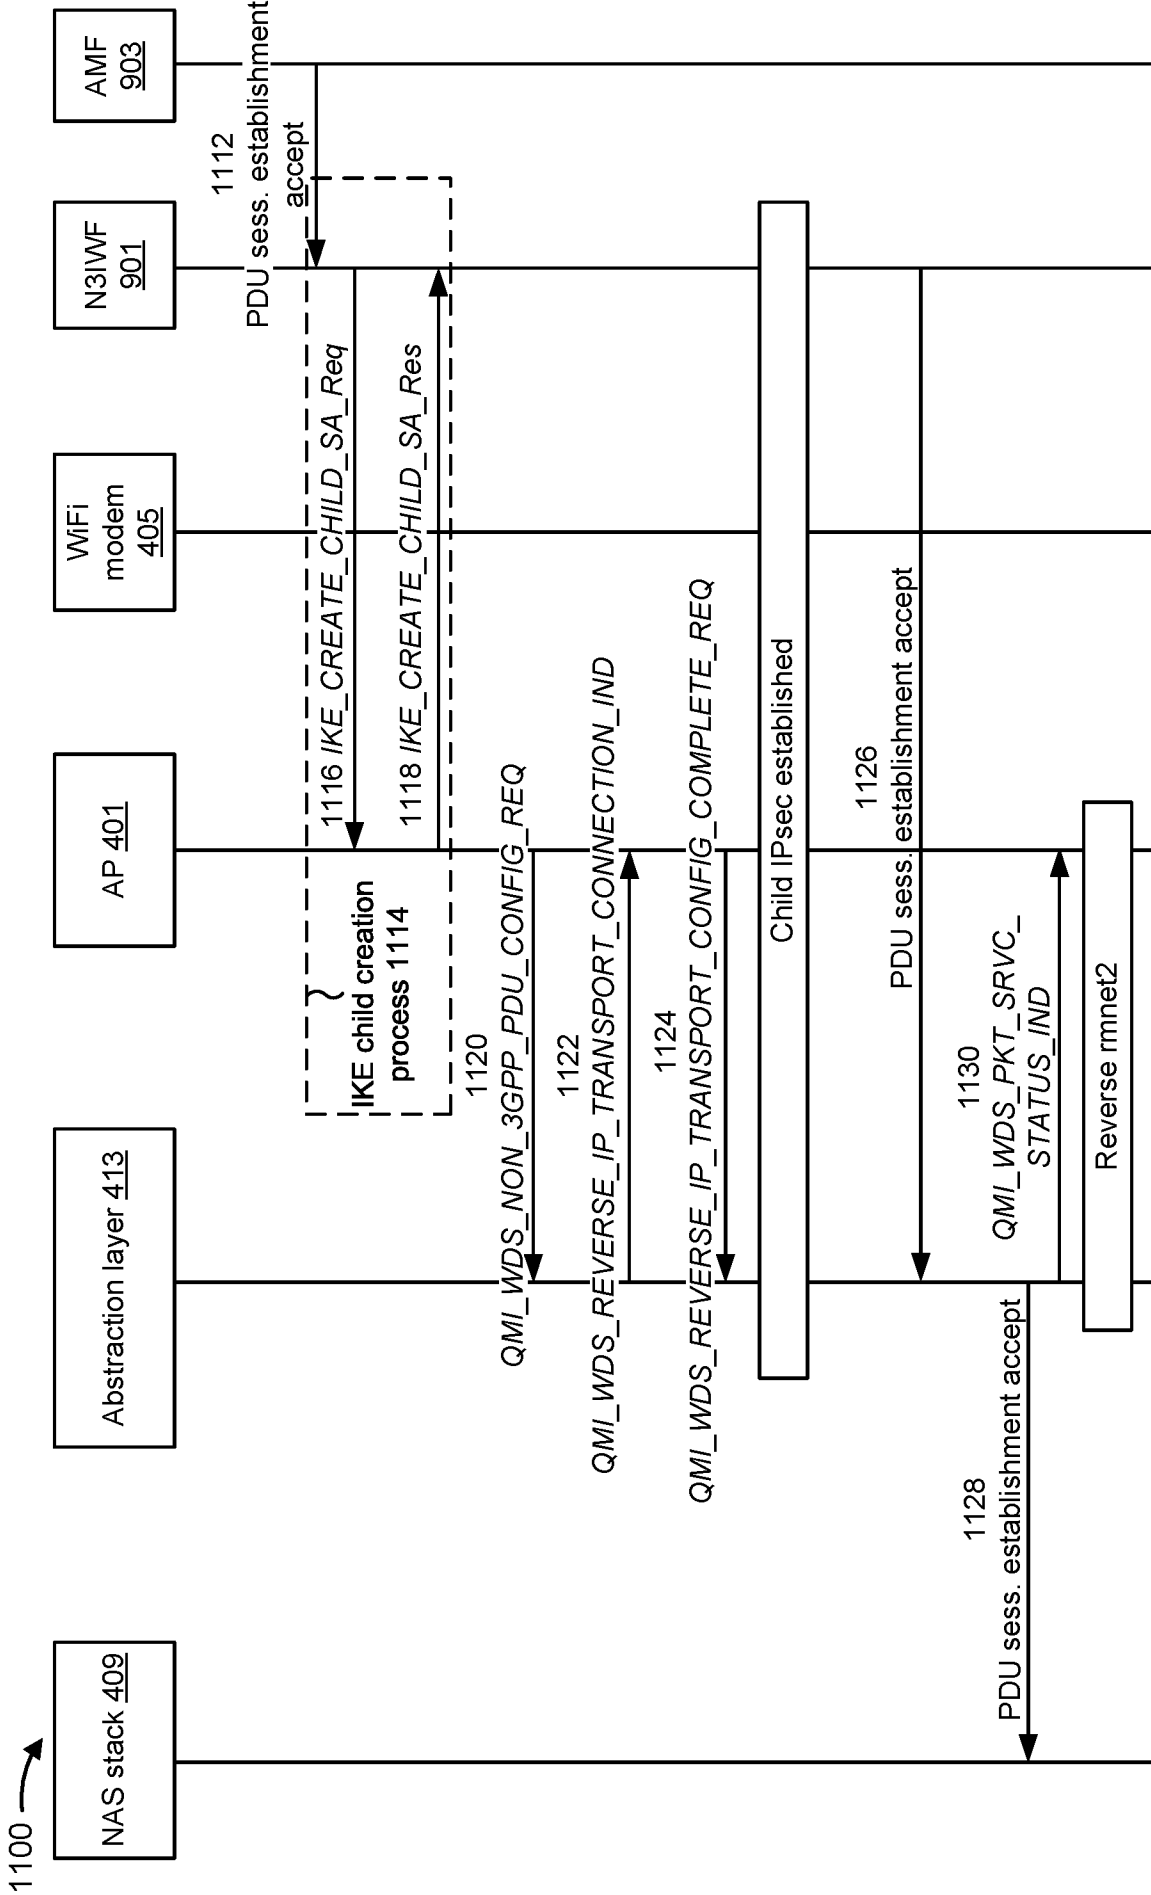 1100
NAS stack 409
Abstraction layer 413
AP 401
WiFi
modem
405
N3IWF
901
AMF
903
1112
PDU sess. establishment
accept
1116 IKE_CREATE_CHILD_SA_Req
1118 IKE_CREATE_CHILD_SA_Res
IKE child creation
process 1114
1120
QMI_WDS_NON_3GPP_PDU_CONFIG_REQ
1122
QMI_WDS_REVERSE_IP_TRANSPORT_CONNECTION_IND
1124
QMI_WDS_REVERSE_IP_TRANSPORT_CONFIG_COMPLETE_REQ
Child IPsec established
1126
PDU sess. establishment accept
1128
PDU sess. establishment accept
1130
QMI_WDS_PKT_SRVC_
STATUS_IND
Reverse rmnet2